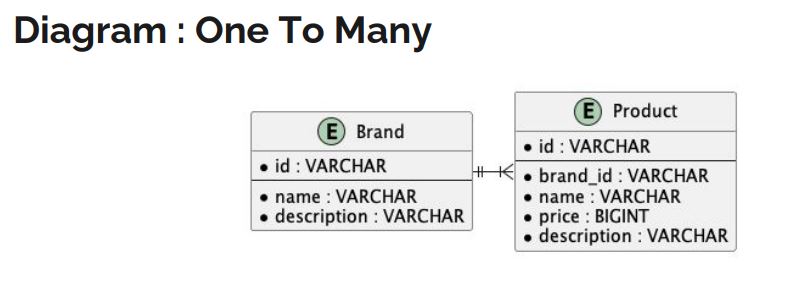 Diagram : One To Many
E Brand
id : VARCHAR
name : VARCHAR
description : VARCHAR
E Product
id : VARCHAR
brand_id : VARCHAR
name : VARCHAR
price : BIGINT
description : VARCHAR